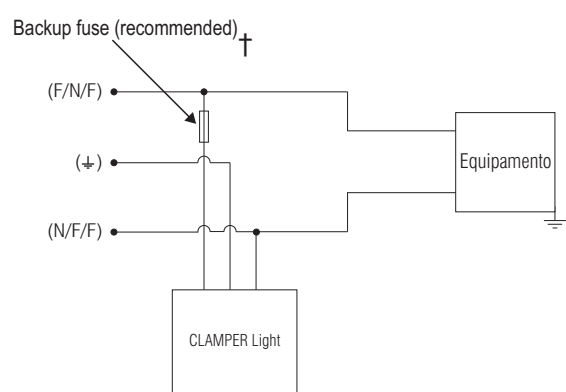 Backup fuse (recommended)†
(F/N/F)
(⏚)
Equipamento
(N/F/F)
CLAMPER Light